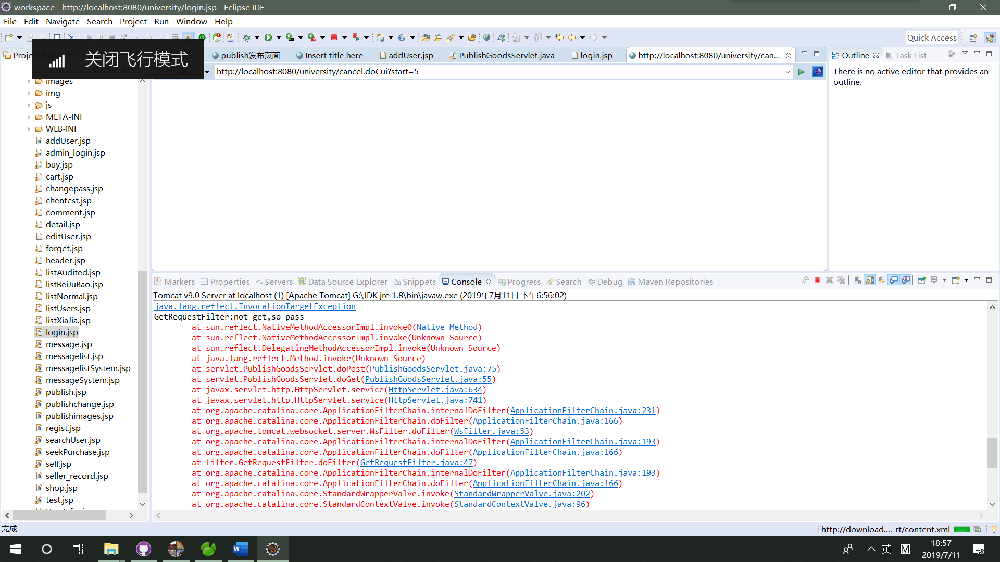 workspace - http://localhost:8080/university/login.jsp - Eclipse IDE
File Edit Navigate Search Project Run Window Help
Quick Access
关闭飞行模式
publish发布页面 Insert title here addUser.jsp PublishGoodsServlet.java login.jsp http://localhost:8080/university/can...
http://localhost:8080/university/cancel.doCui?start=5
Outline Task List
There is no active editor that provides an
outline.
images
img
js
META-INF
WEB-INF
addUser.jsp
admin_login.jsp
buy.jsp
cart.jsp
changepass.jsp
chentest.jsp
comment.jsp
detail.jsp
editUser.jsp
forget.jsp
header.jsp
listAudited.jsp
listBeiJuBao.jsp
listNormal.jsp
listUsers.jsp
listXiaJia.jsp
login.jsp
message.jsp
messagelist.jsp
messagelistSystem.jsp
messageSystem.jsp
publish.jsp
publishchange.jsp
publishimages.jsp
regist.jsp
searchUser.jsp
seekPurchase.jsp
sell.jsp
seller_record.jsp
shop.jsp
test.jsp
Markers Properties Servers Data Source Explorer Snippets Console Progress Search Debug Maven Repositories
Tomcat v9.0 Server at localhost (1) [Apache Tomcat] G:\JDK jre 1.8\bin\javaw.exe (2019年7月11日 下午6:56:02)
java.lang.reflect.InvocationTargetException
GetRequestFilter:not get,so pass
at sun.reflect.NativeMethodAccessorImpl.invoke0(Native Method)
at sun.reflect.NativeMethodAccessorImpl.invoke(Unknown Source)
at sun.reflect.DelegatingMethodAccessorImpl.invoke(Unknown Source)
at java.lang.reflect.Method.invoke(Unknown Source)
at servlet.PublishGoodsServlet.doPost(PublishGoodsServlet.java:75)
at servlet.PublishGoodsServlet.doGet(PublishGoodsServlet.java:55)
at javax.servlet.http.HttpServlet.service(HttpServlet.java:634)
at javax.servlet.http.HttpServlet.service(HttpServlet.java:741)
at org.apache.catalina.core.ApplicationFilterChain.internalDoFilter(ApplicationFilterChain.java:231)
at org.apache.catalina.core.ApplicationFilterChain.doFilter(ApplicationFilterChain.java:166)
at org.apache.tomcat.websocket.server.WsFilter.doFilter(WsFilter.java:53)
at org.apache.catalina.core.ApplicationFilterChain.internalDoFilter(ApplicationFilterChain.java:193)
at org.apache.catalina.core.ApplicationFilterChain.doFilter(ApplicationFilterChain.java:166)
at filter.GetRequestFilter.doFilter(GetRequestFilter.java:47)
at org.apache.catalina.core.ApplicationFilterChain.internalDoFilter(ApplicationFilterChain.java:193)
at org.apache.catalina.core.ApplicationFilterChain.doFilter(ApplicationFilterChain.java:166)
at org.apache.catalina.core.StandardWrapperValve.invoke(StandardWrapperValve.java:202)
at org.apache.catalina.core.StandardContextValve.invoke(StandardContextValve.java:96)
完成
http://download....-rt/content.xml
英 M
18:57
2019/7/11